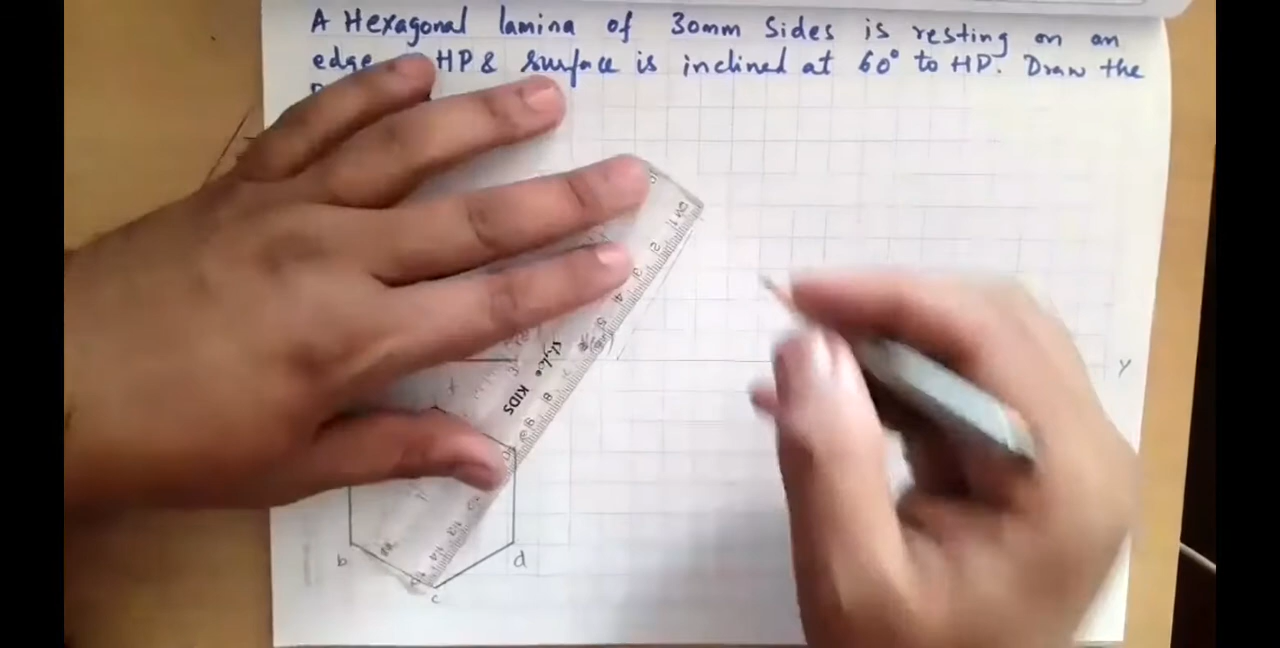 A Hexagonal lamina of 30mm Sides is resting on an
edge HP & surface is inclined at 60° to HP. Draw the
Y
KIDS
b
d
c